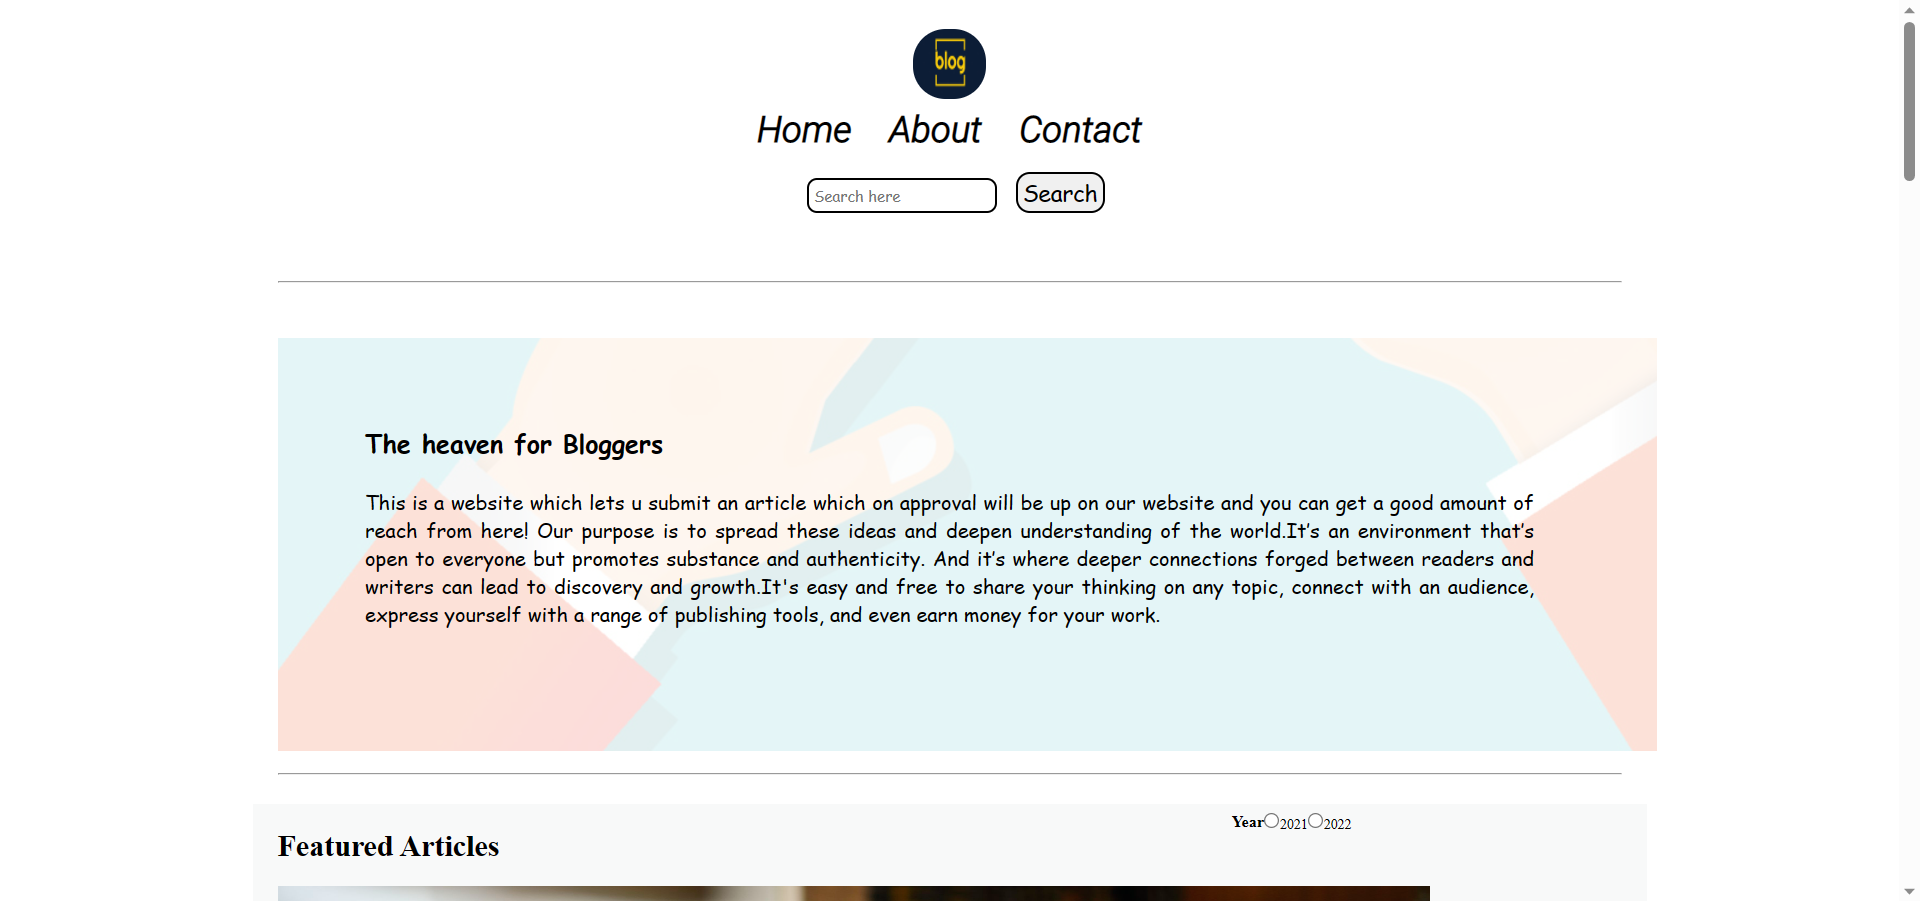 blog
Home About Contact
Search here Search
The heaven for Bloggers
This is a website which lets u submit an article which on approval will be up on our website and you can get a good amount of
reach from here! Our purpose is to spread these ideas and deepen understanding of the world.It’s an environment that’s
open to everyone but promotes substance and authenticity. And it’s where deeper connections forged between readers and
writers can lead to discovery and growth.It's easy and free to share your thinking on any topic, connect with an audience,
express yourself with a range of publishing tools, and even earn money for your work.
Year 2021 2022
Featured Articles